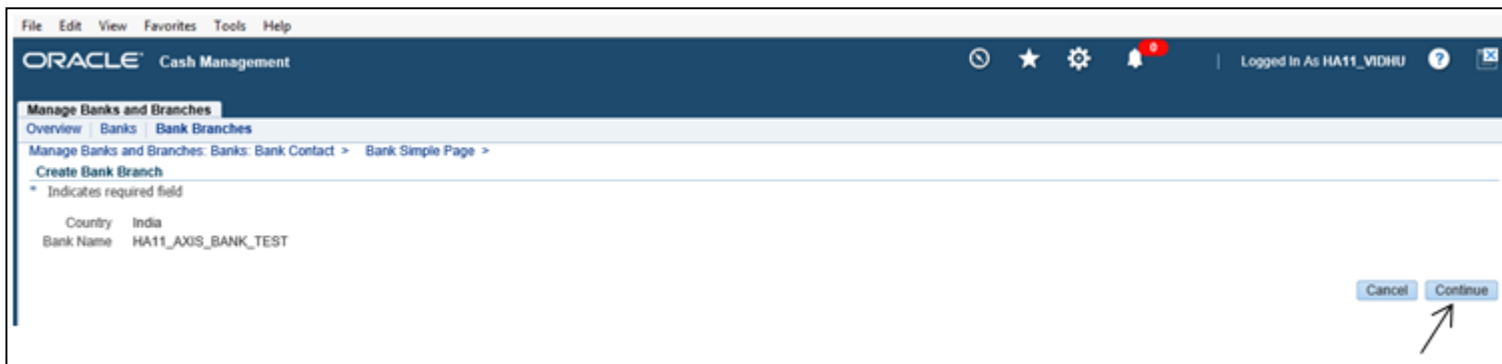 File Edit View Favorites Tools Help
ORACLE Cash Management 0 | Logged In As HA11_VIDHU ?
Manage Banks and Branches
Overview | Banks | Bank Branches
Manage Banks and Branches: Banks: Bank Contact > Bank Simple Page >
Create Bank Branch
* Indicates required field
Country India
Bank Name HA11_AXIS_BANK_TEST
Cancel Continue